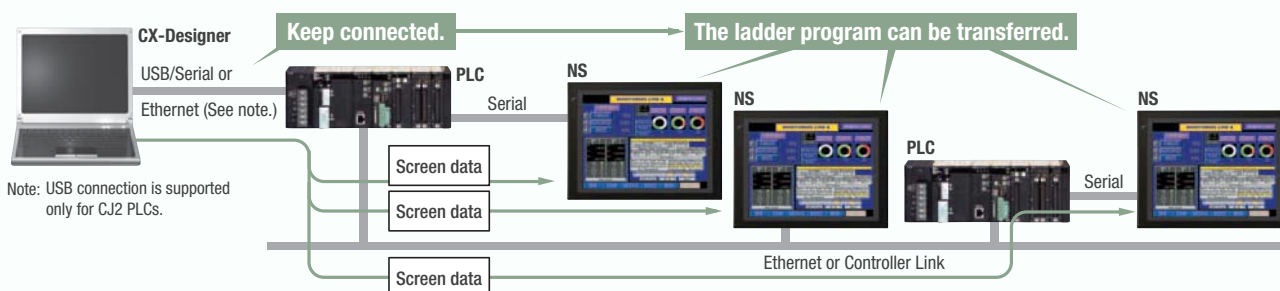 CX-Designer
Keep connected.
The ladder program can be transferred.
USB/Serial or
Ethernet (See note.)
PLC
Serial
NS
NS
NS
PLC
Serial
Screen data
Screen data
Screen data
Note: USB connection is supported
only for CJ2 PLCs.
Ethernet or Controller Link